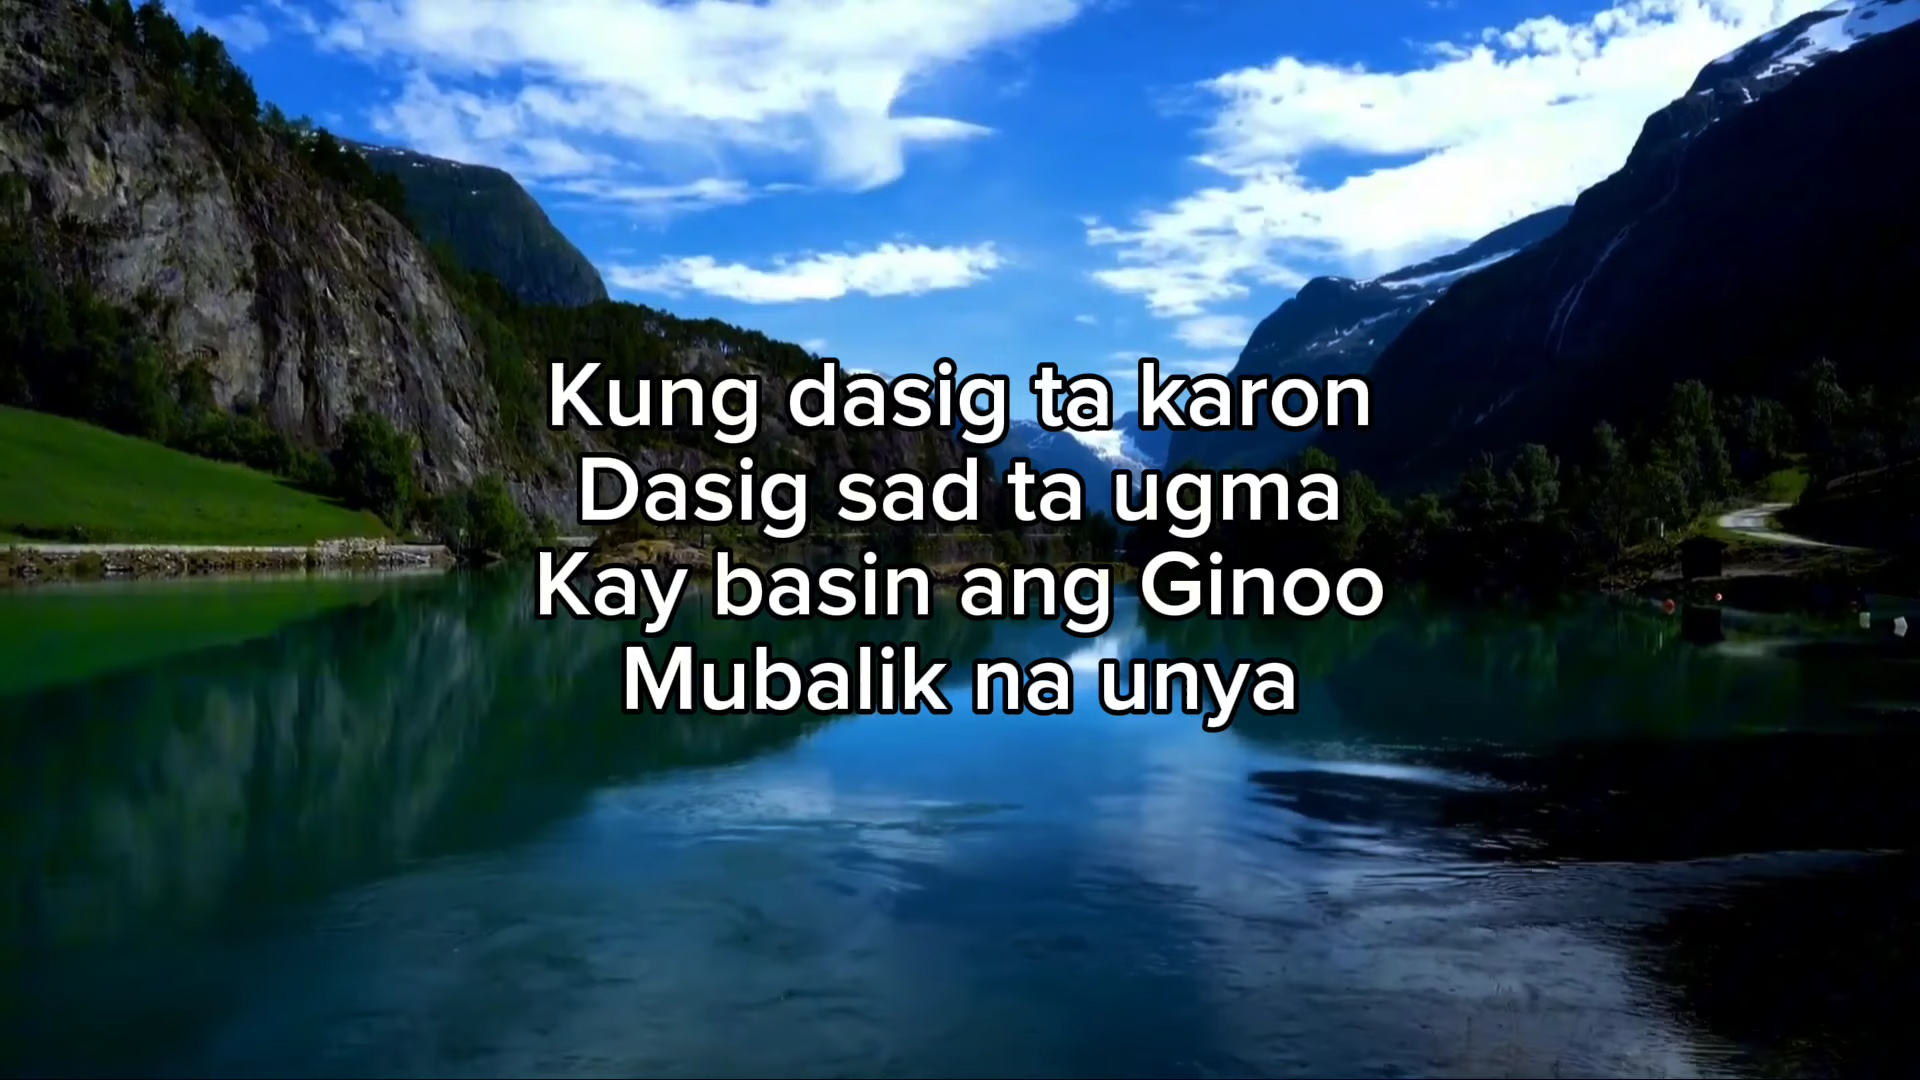 Kung dasig ta karon
Dasig sad ta ugma
Kay basin ang Ginoo
Mubalik na unya